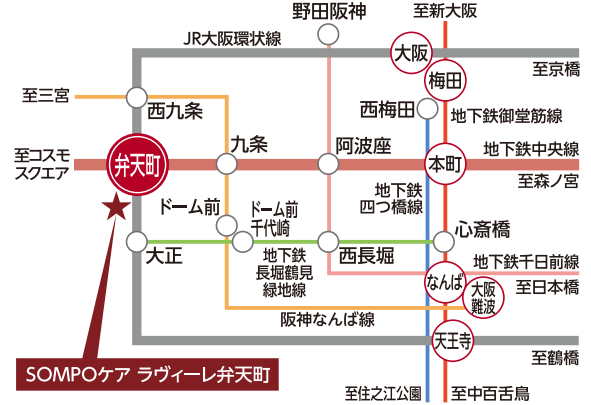 野田阪神
至新大阪
JR大阪環状線
大阪
至京橋
梅田
至三宮
西九条
西梅田
地下鉄御堂筋線
九条
阿波座
至コスモ
スクエア
弁天町
本町
地下鉄中央線
至森ノ宮
地下鉄
四つ橋線
ドーム前
ドーム前
千代崎
心斎橋
大正
地下鉄
長堀鶴見
緑地線
西長堀
地下鉄千日前線
なんば
大阪
難波
至日本橋
阪神なんば線
天王寺
至鶴橋
SOMPOケア ラヴィーレ弁天町
至住之江公園
至中百舌鳥